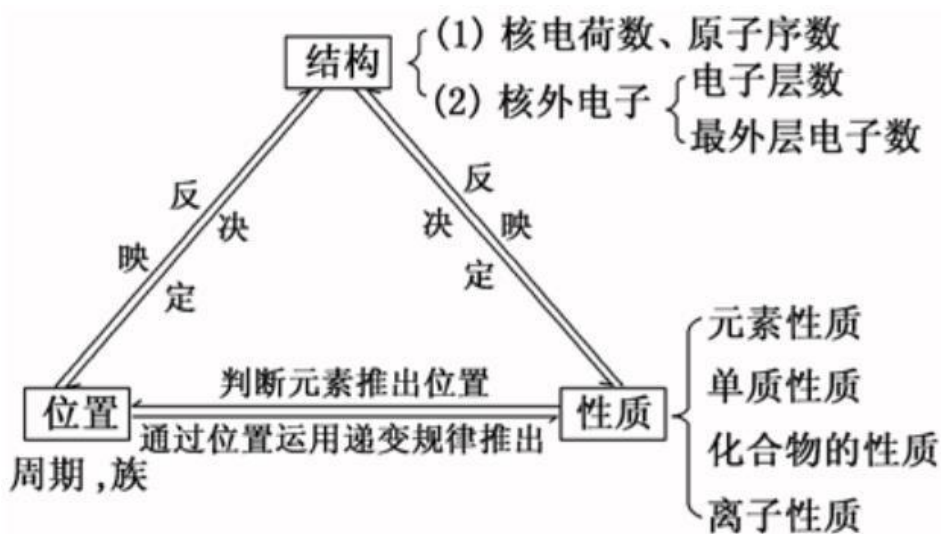 结构
(1)核电荷数、原子序数
(2)核外电子
电子层数
最外层电子数
反映
决定
反映
决定
判断元素推出位置
位置
性质
通过位置运用递变规律推出
周期,族
元素性质
单质性质
化合物的性质
离子性质